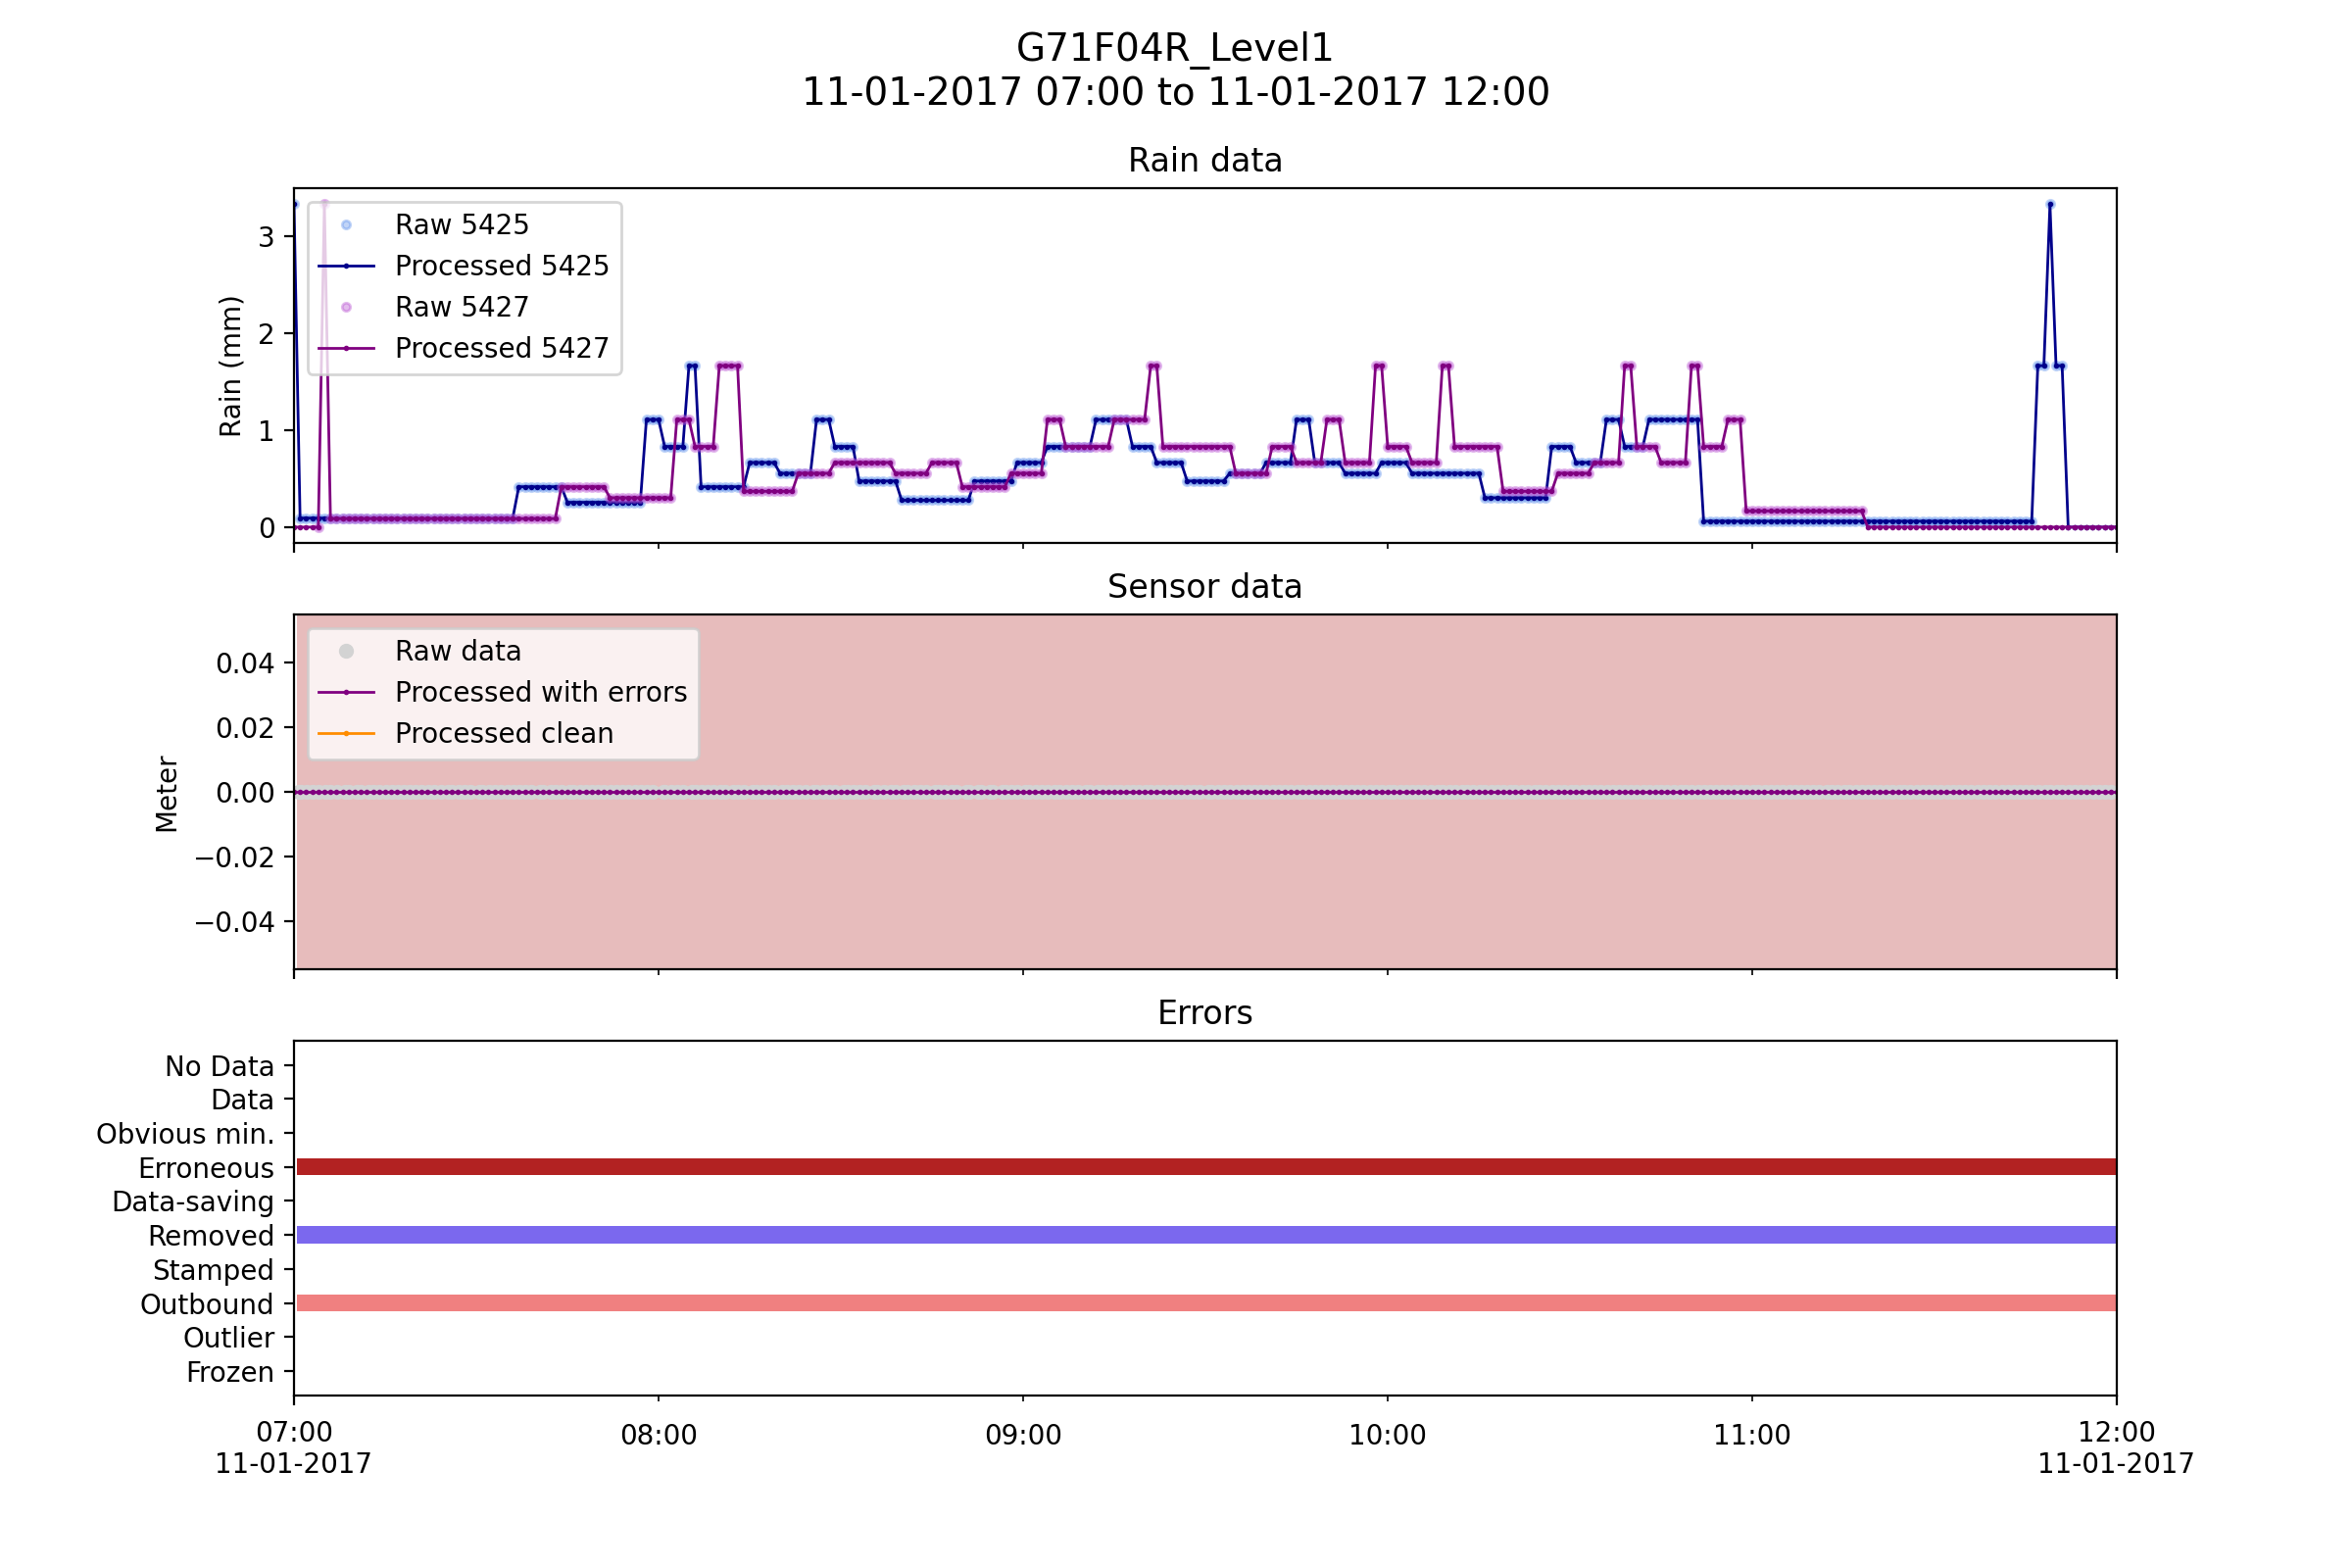 G71F04R_Level1
11-01-2017 07:00 to 11-01-2017 12:00
Rain data
Rain (mm)
3
2
1
0
Raw 5425
Processed 5425
Raw 5427
Processed 5427
Sensor data
Meter
0.04
0.02
0.00
−0.02
−0.04
Raw data
Processed with errors
Processed clean
Errors
No Data
Data
Obvious min.
Erroneous
Data-saving
Removed
Stamped
Outbound
Outlier
Frozen
07:00 08:00 09:00 10:00 11:00 12:00
11-01-2017 11-01-2017